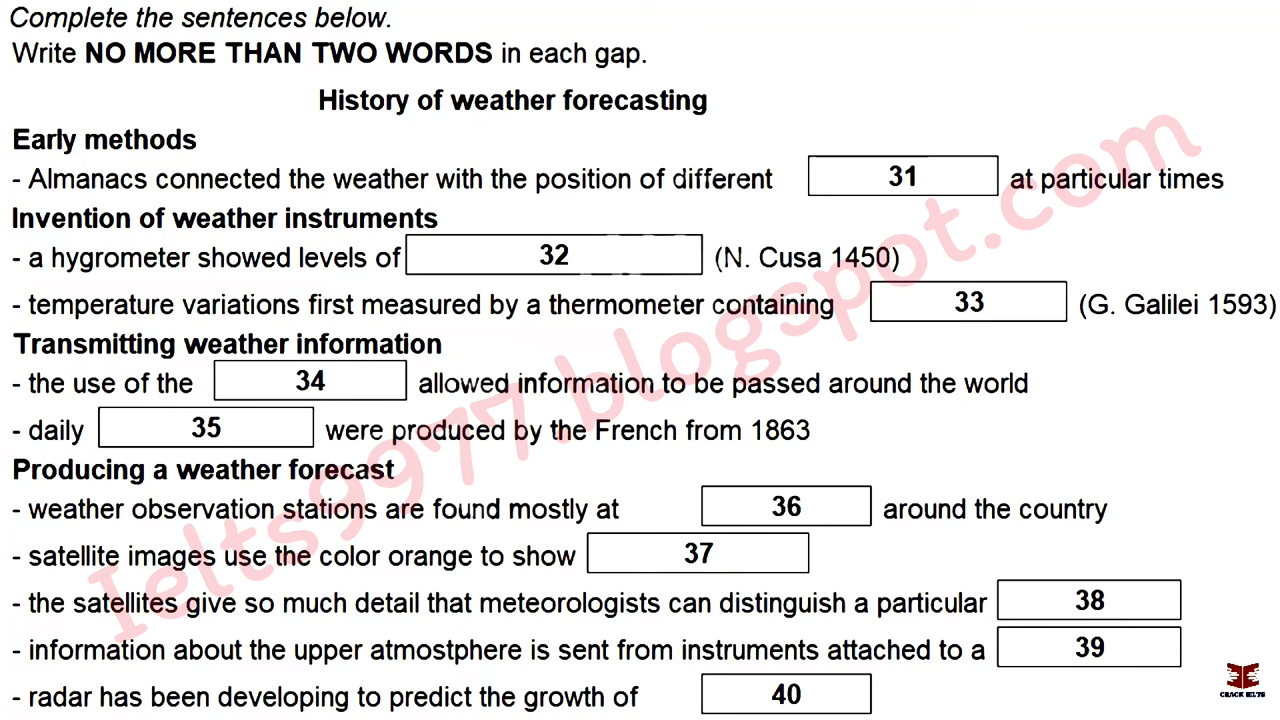 Complete the sentences below.
Write NO MORE THAN TWO WORDS in each gap.
History of weather forecasting
Early methods
- Almanacs connected the weather with the position of different 31 at particular times
Invention of weather instruments
- a hygrometer showed levels of 32 (N. Cusa 1450)
- temperature variations first measured by a thermometer containing 33 (G. Galilei 1593)
Transmitting weather information
- the use of the 34 allowed information to be passed around the world
- daily 35 were produced by the French from 1863
Producing a weather forecast
- weather observation stations are found mostly at 36 around the country
- satellite images use the color orange to show 37
- the satellites give so much detail that meteorologists can distinguish a particular 38
- information about the upper atmostphere is sent from instruments attached to a 39
- radar has been developing to predict the growth of 40
Ielts9977.blogspot.com
CRACK IELTS